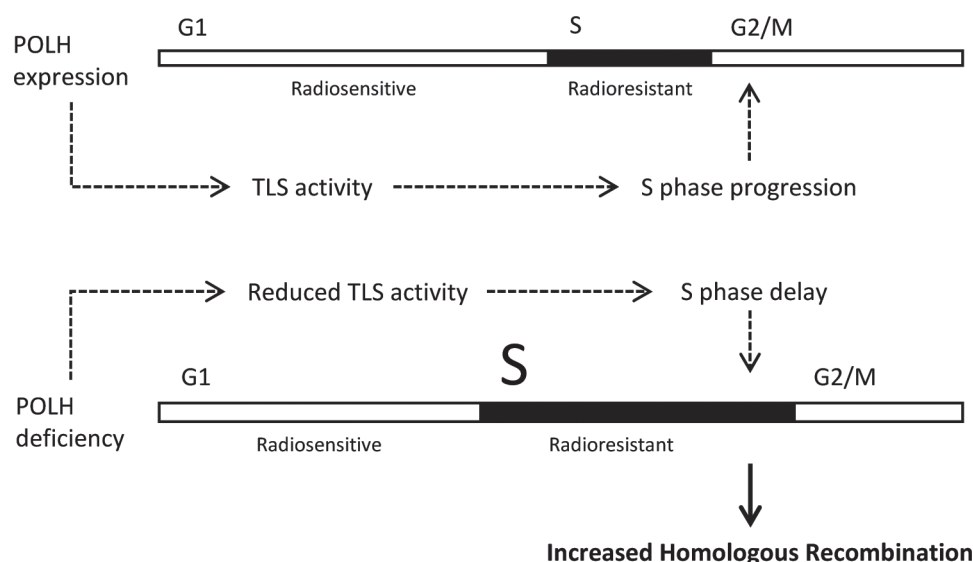 G1 S G2/M
POLH
expression
Radiosensitive Radioresistant
TLS activity S phase progression
Reduced TLS activity S phase delay
G1 S G2/M
POLH
deficiency
Radiosensitive Radioresistant
Increased Homologous Recombination